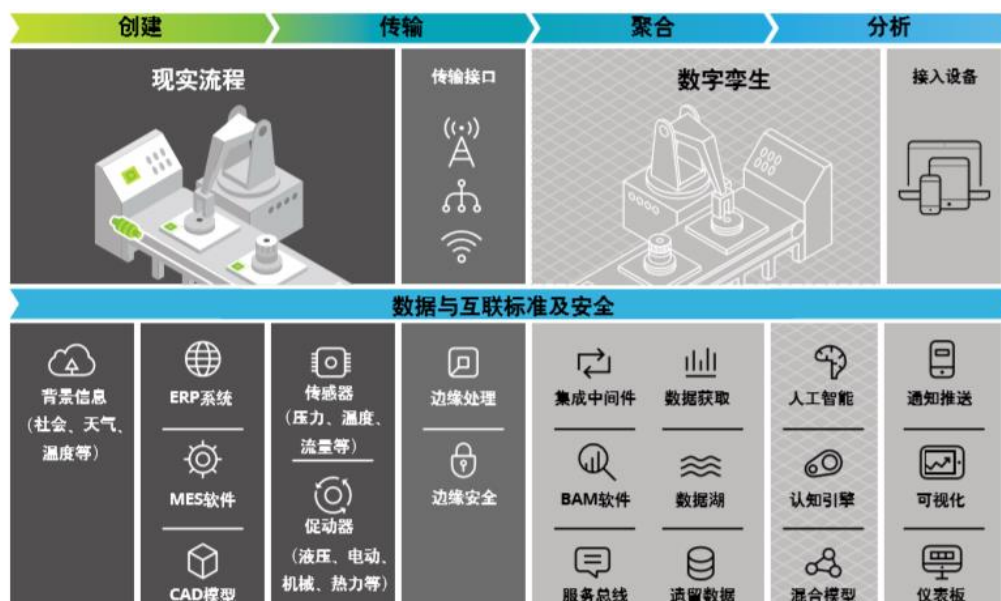 创建
传输
聚合
分析
现实流程
传输接口
数字孪生
接入设备
数据与互联标准及安全
背景信息
(社会、天气、
温度等)
ERP系统
MES软件
CAD模型
传感器
(压力、温度、
流量等)
促动器
(液压、电动、
机械、热力等)
边缘处理
边缘安全
集成中间件
数据获取
BAM软件
数据湖
服务总线
遗留数据
人工智能
认知引擎
混合模型
通知推送
可视化
仪表板